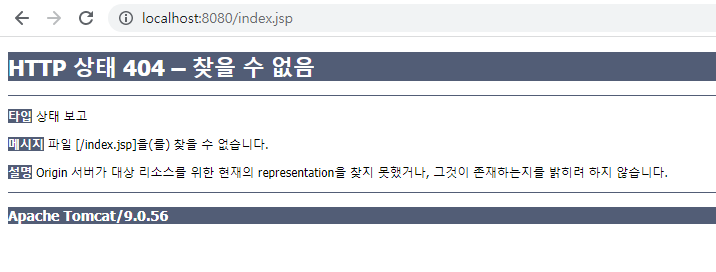 localhost:8080/index.jsp
HTTP 상태 404 – 찾을 수 없음
타입 상태 보고
메시지 파일 [/index.jsp]을(를) 찾을 수 없습니다.
설명 Origin 서버가 대상 리소스를 위한 현재의 representation을 찾지 못했거나, 그것이 존재하는지를 밝히려 하지 않습니다.
Apache Tomcat/9.0.56